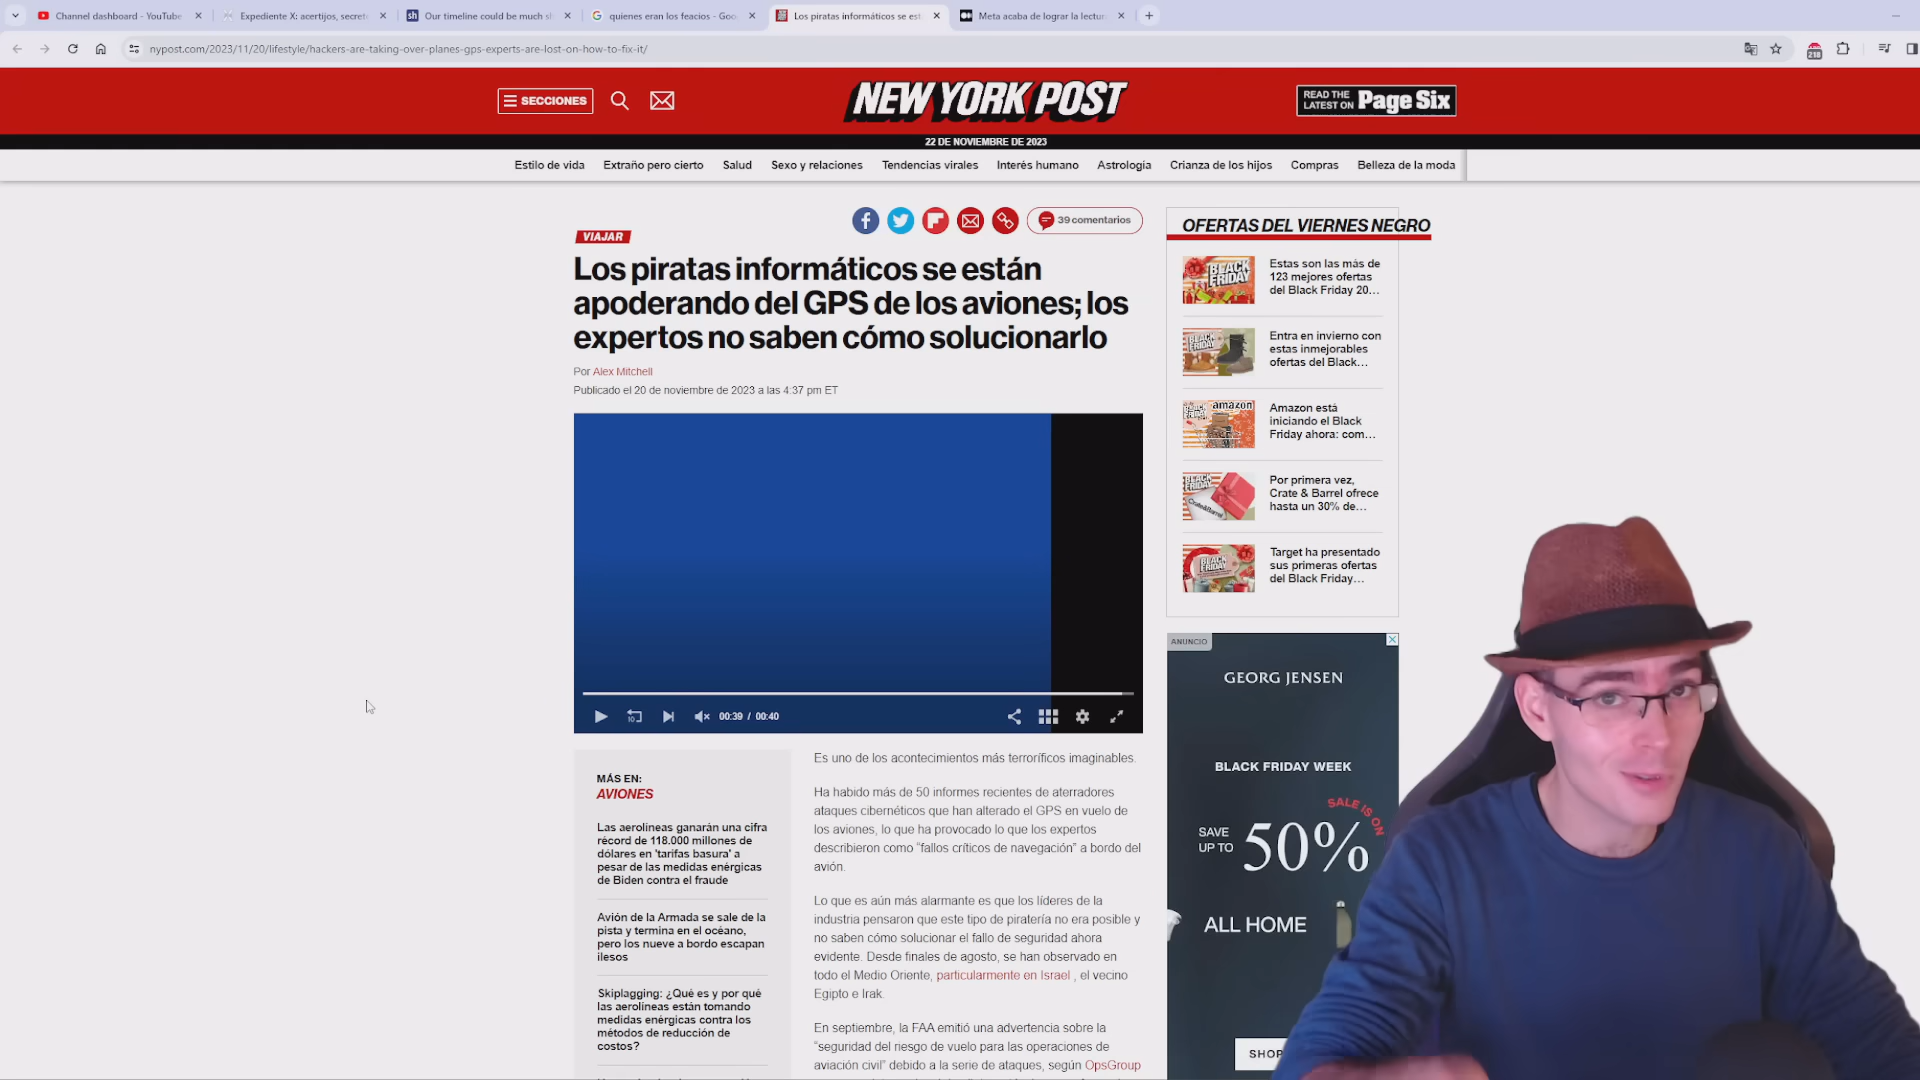 Channel dashboard - YouTube
Expediente X: acertijos, secret
Our timeline could be much sh
quienes eran los feacios - Goo
Los piratas informáticos se est
Meta acaba de lograr la lectur
nypost.com/2023/11/20/lifestyle/hackers-are-taking-over-planes-gps-experts-are-lost-on-how-to-fix-it/
SECCIONES
NEW YORK POST
READ THE LATEST ON Page Six
22 DE NOVIEMBRE DE 2023
Estilo de vida Extraño pero cierto Salud Sexo y relaciones Tendencias virales Interés humano Astrología Crianza de los hijos Compras Belleza de la moda
VIAJAR
39 comentarios
Los piratas informáticos se están
apoderando del GPS de los aviones; los
expertos no saben cómo solucionarlo
Por Alex Mitchell
Publicado el 20 de noviembre de 2023 a las 4:37 pm ET
00:39 / 00:40
MÁS EN:
AVIONES
Las aerolíneas ganarán una cifra
récord de 118.000 millones de
dólares en 'tarifas basura' a
pesar de las medidas enérgicas
de Biden contra el fraude
Avión de la Armada se sale de la
pista y termina en el océano,
pero los nueve a bordo escapan
ilesos
Skiplagging: ¿Qué es y por qué
las aerolíneas están tomando
medidas enérgicas contra los
métodos de reducción de
costos?
Es uno de los acontecimientos más terroríficos imaginables.
Ha habido más de 50 informes recientes de aterradores
ataques cibernéticos que han alterado el GPS en vuelo de
los aviones, lo que ha provocado lo que los expertos
describieron como “fallos críticos de navegación” a bordo del
avión.
Lo que es aún más alarmante es que los líderes de la
industria pensaron que este tipo de piratería no era posible y
no saben cómo solucionar el fallo de seguridad ahora
evidente. Desde finales de agosto, se han observado en
todo el Medio Oriente, particularmente en Israel , el vecino
Egipto e Irak.
En septiembre, la FAA emitió una advertencia sobre la
“seguridad del riesgo de vuelo para las operaciones de
aviación civil” debido a la serie de ataques, según OpsGroup
OFERTAS DEL VIERNES NEGRO
Estas son las más de
123 mejores ofertas
del Black Friday 20...
Entra en invierno con
estas inmejorables
ofertas del Black...
Amazon está
iniciando el Black
Friday ahora: com...
Por primera vez,
Crate & Barrel ofrece
hasta un 30% de...
Target ha presentado
sus primeras ofertas
del Black Friday...
ANUNCIO
GEORG JENSEN
BLACK FRIDAY WEEK
SALE IS ON
SAVE
UP TO 50%
ALL HOME
SHOP